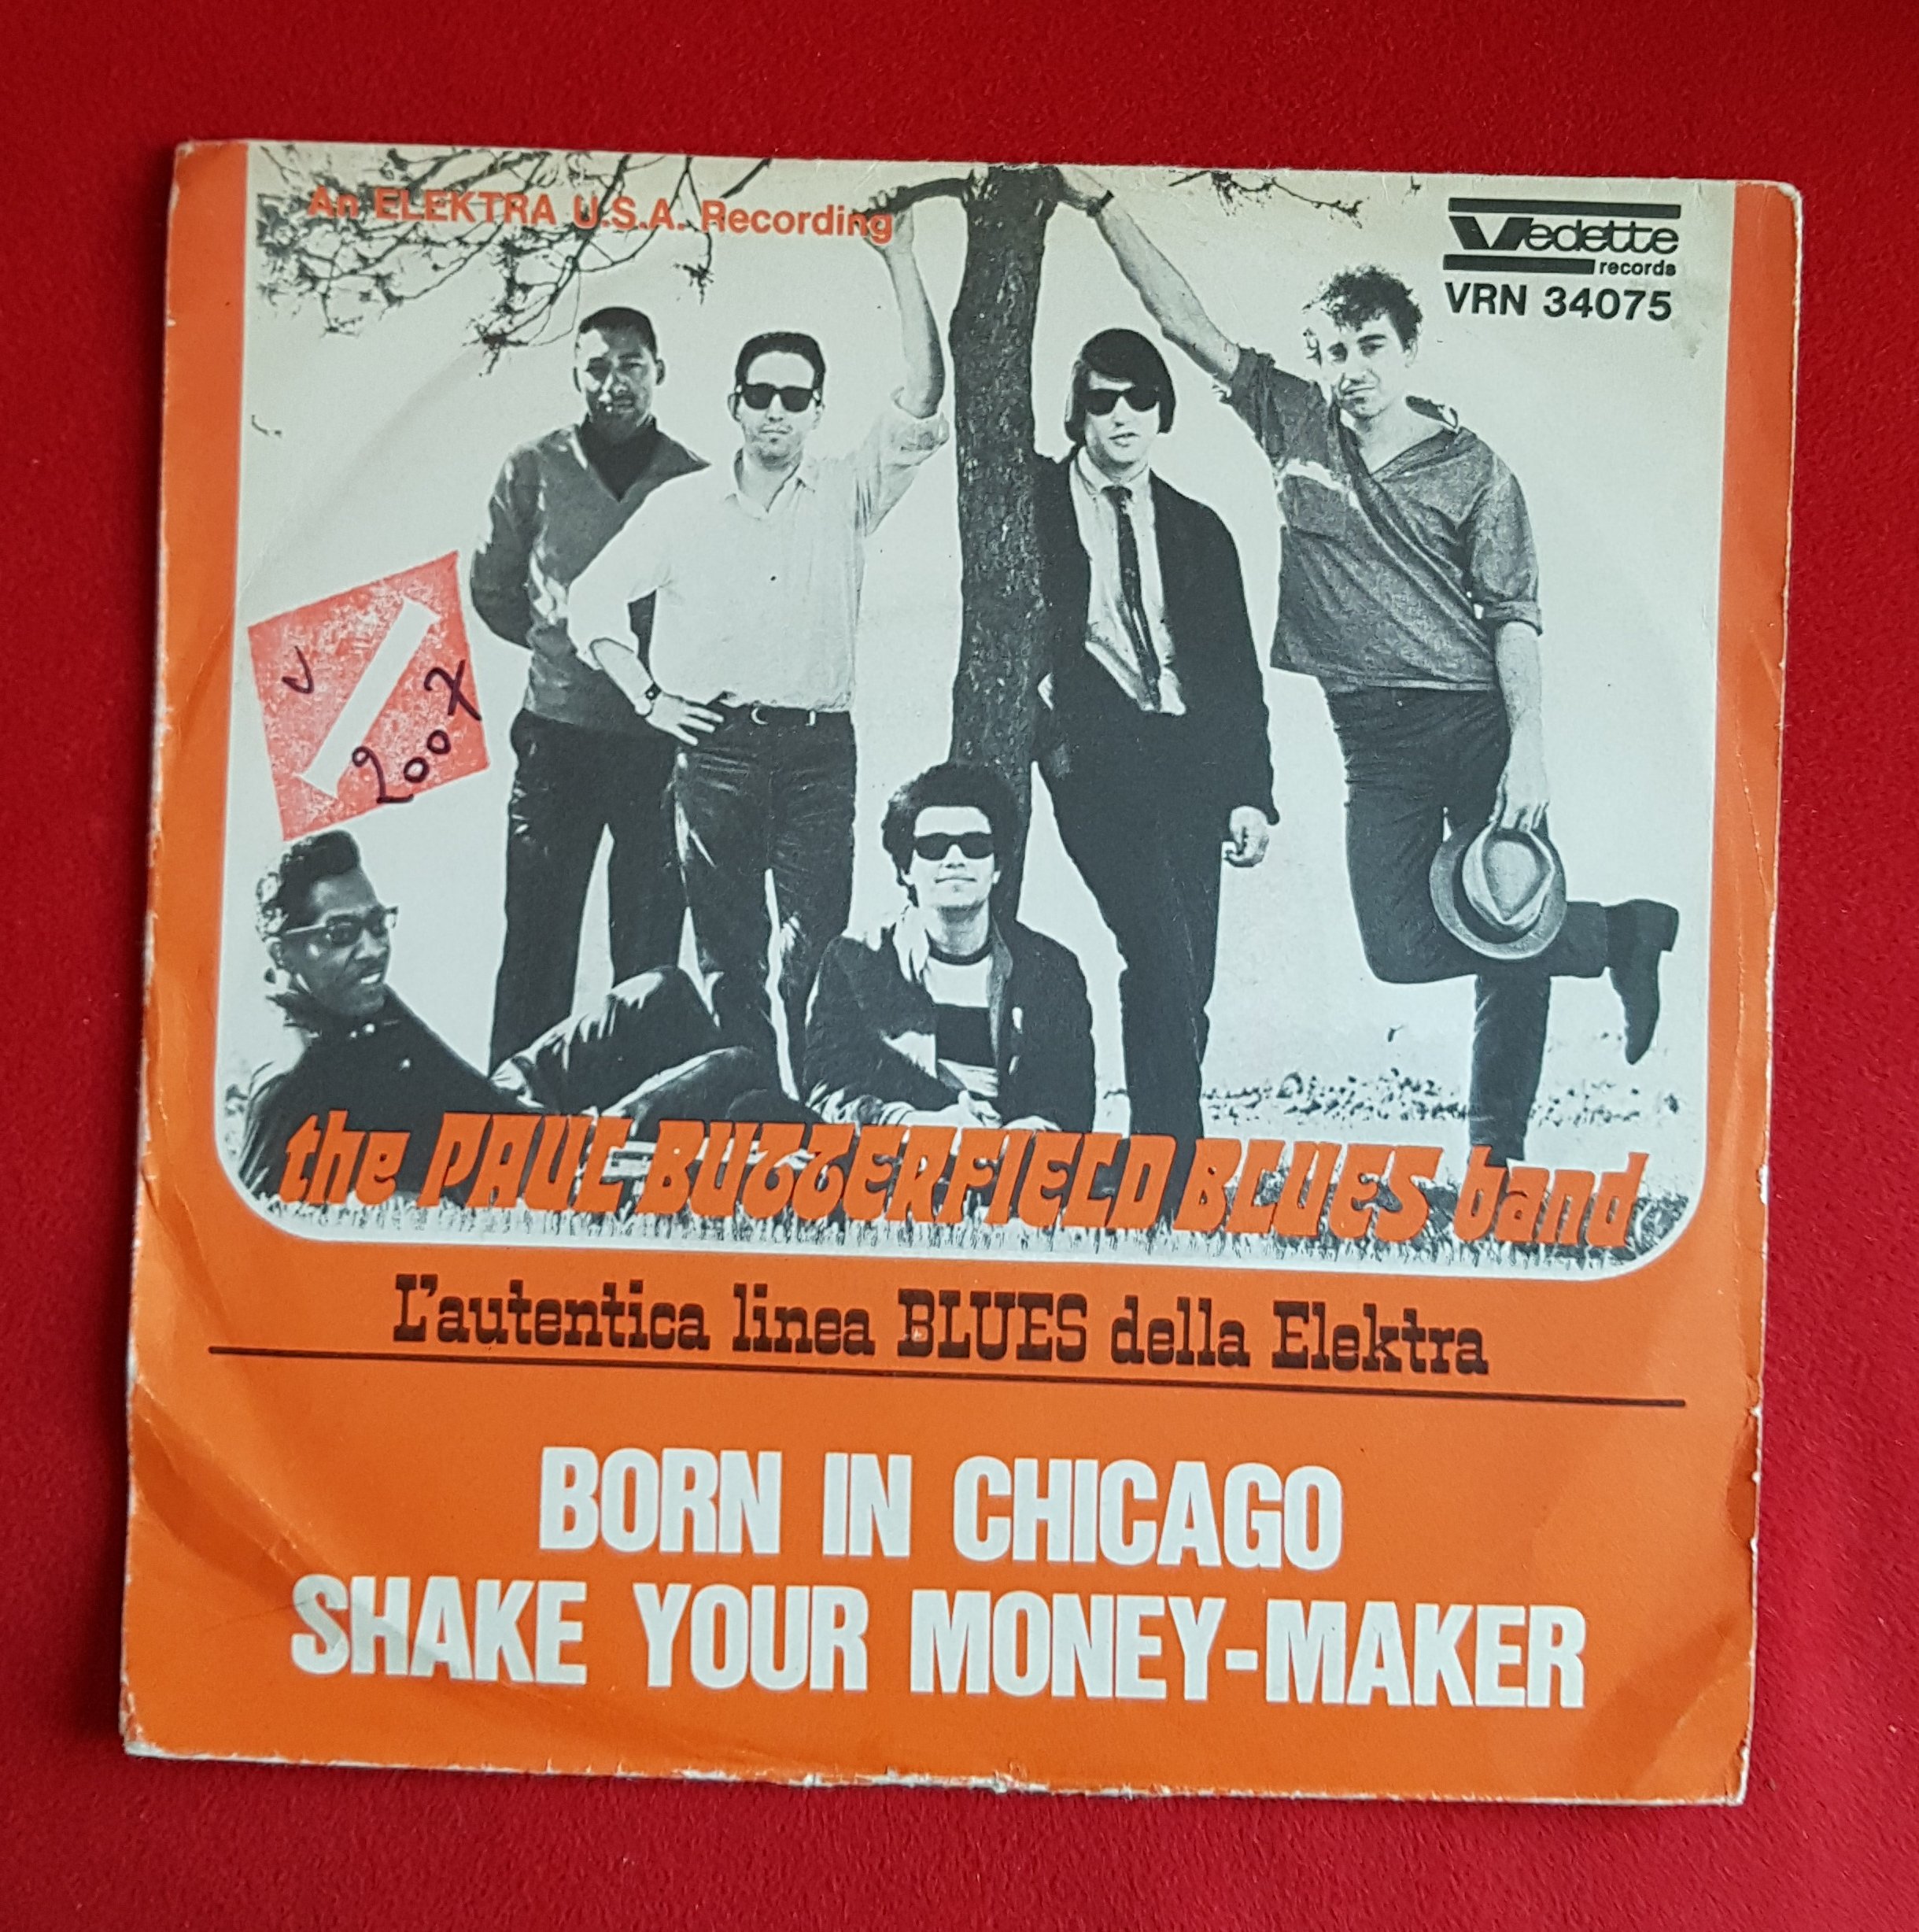 An ELEKTRA U.S.A. Recording
Vedette
records
VRN 34075
V
2007
the PAUL BUTTERFIELD BLUES band
L'autentica linea BLUES della Elektra
BORN IN CHICAGO
SHAKE YOUR MONEY-MAKER